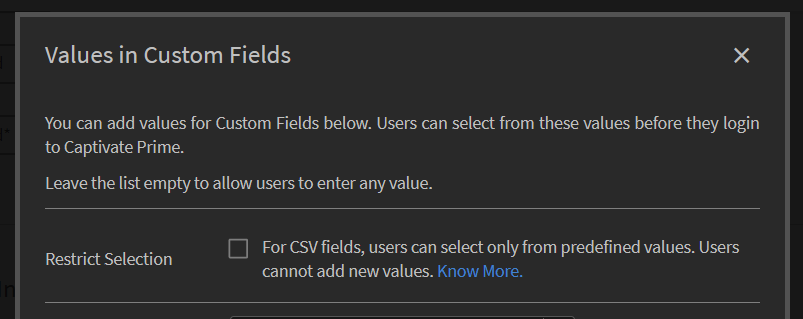 Values in Custom Fields
You can add values for Custom Fields below. Users can select from these values before they login
to Captivate Prime.
Leave the list empty to allow users to enter any value.
Restrict Selection
For CSV fields, users can select only from predefined values. Users
cannot add new values. Know More.
In